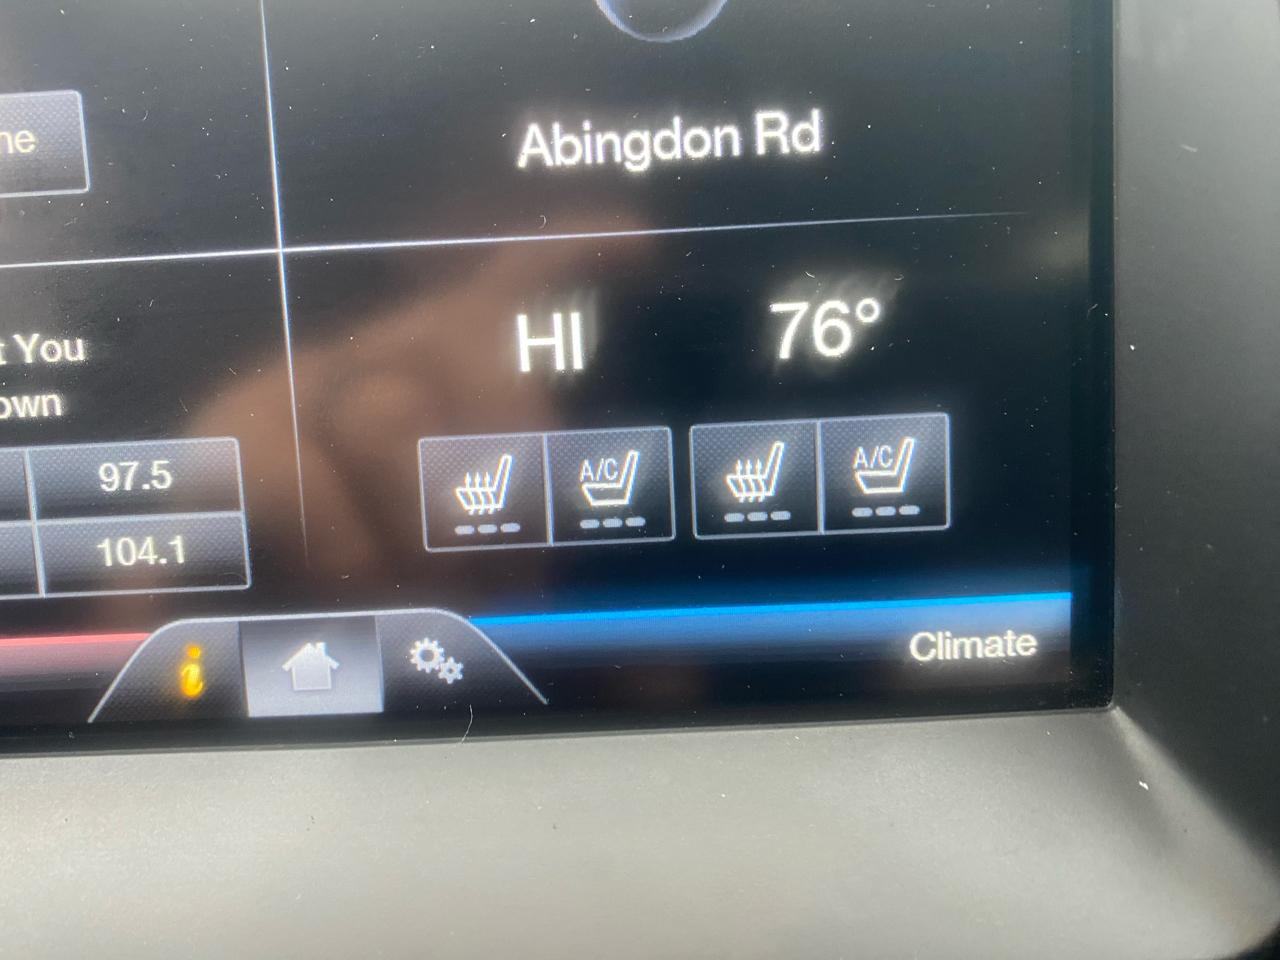 ne
Abingdon Rd
HI 76°
t You
own
97.5
104.1
A/C A/C
i
Climate